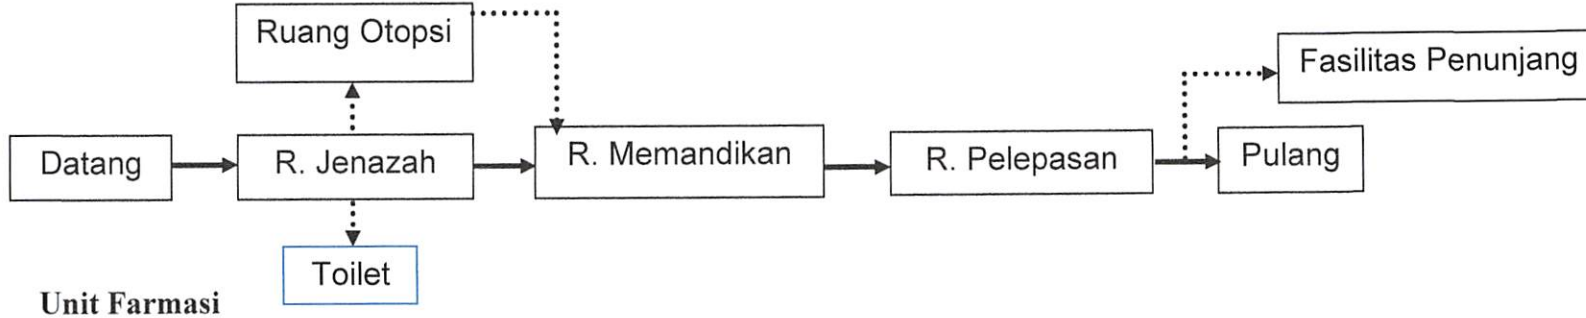 Ruang Otopsi
Fasilitas Penunjang
Datang
R. Jenazah
R. Memandikan
R. Pelepasan
Pulang
Toilet
Unit Farmasi